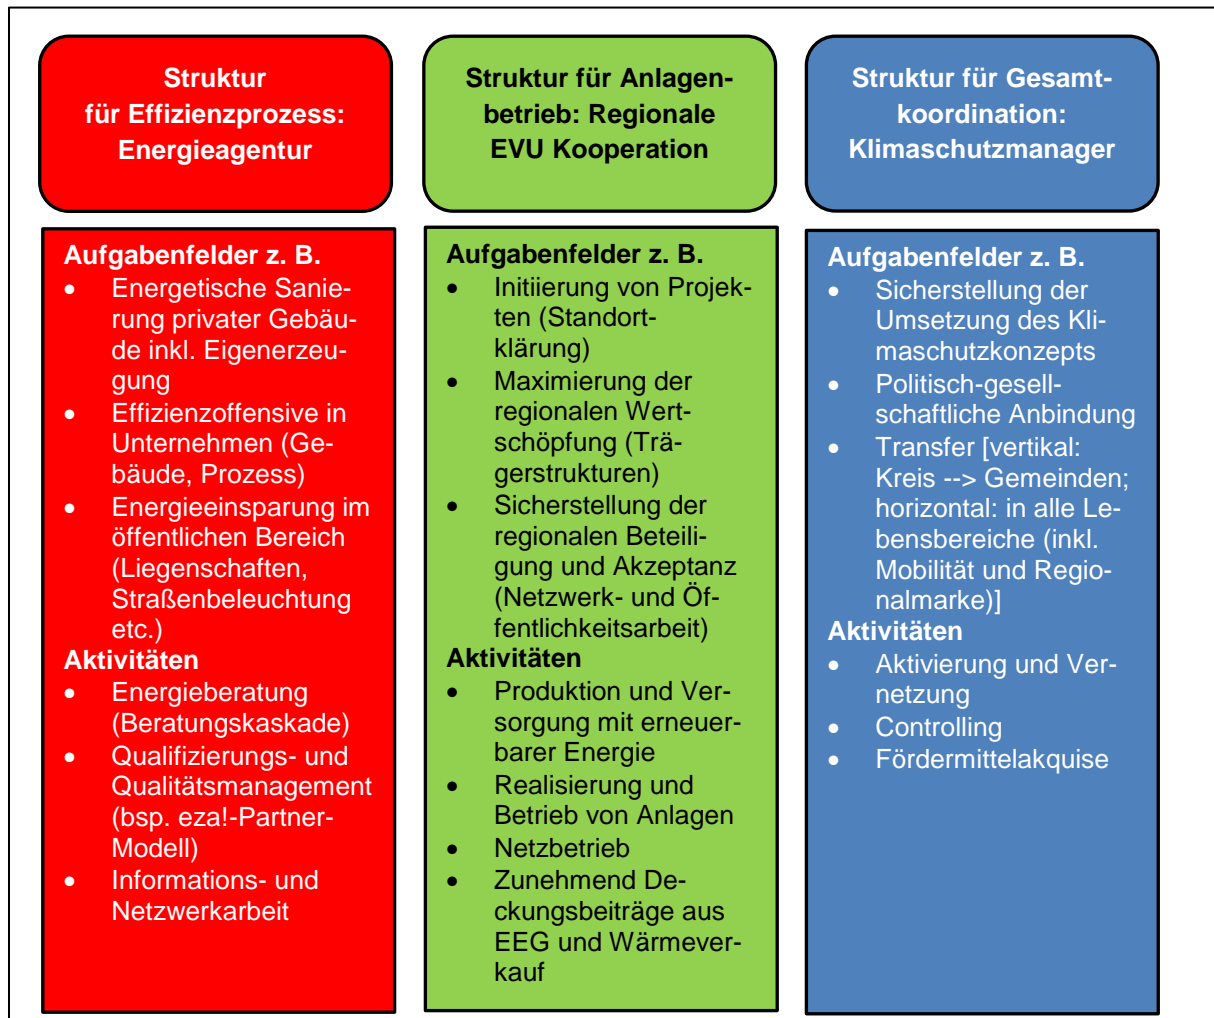 Struktur
für Effizienzprozess:
Energieagentur
Aufgabenfelder z. B.
• Energetische Sanie-
rung privater Gebäu-
de inkl. Eigenerzeu-
gung
• Effizienzoffensive in
Unternehmen (Ge-
bäude, Prozess)
• Energieeinsparung im
öffentlichen Bereich
(Liegenschaften,
Straßenbeleuchtung
etc.)
Aktivitäten
• Energieberatung
(Beratungskaskade)
• Qualifizierungs- und
Qualitätsmanagement
(bsp. eza!-Partner-
Modell)
• Informations- und
Netzwerkarbeit
Struktur für Anlagen-
betrieb: Regionale
EVU Kooperation
Aufgabenfelder z. B.
• Initiierung von Projek-
ten (Standort-
klärung)
• Maximierung der
regionalen Wert-
schöpfung (Trä-
gerstrukturen)
• Sicherstellung der
regionalen Beteili-
gung und Akzeptanz
(Netzwerk- und Öf-
fentlichkeitsarbeit)
Aktivitäten
• Produktion und Ver-
sorgung mit erneuer-
barer Energie
• Realisierung und
Betrieb von Anlagen
• Netzbetrieb
• Zunehmend De-
ckungsbeiträge aus
EEG und Wärmever-
kauf
Struktur für Gesamt-
koordination:
Klimaschutzmanager
Aufgabenfelder z. B.
• Sicherstellung der
Umsetzung des Kli-
maschutzkonzepts
• Politisch-gesell-
schaftliche Anbindung
• Transfer [vertikal:
Kreis --> Gemeinden;
horizontal: in alle Le-
bensbereiche (inkl.
Mobilität und Regio-
nalmarke)]
Aktivitäten
• Aktivierung und Ver-
netzung
• Controlling
• Fördermittelakquise